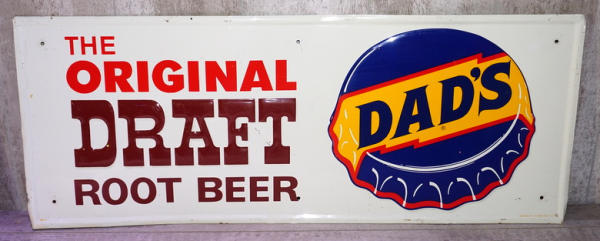 THE
ORIGINAL
DRAFT
ROOT BEER
DAD'S
®